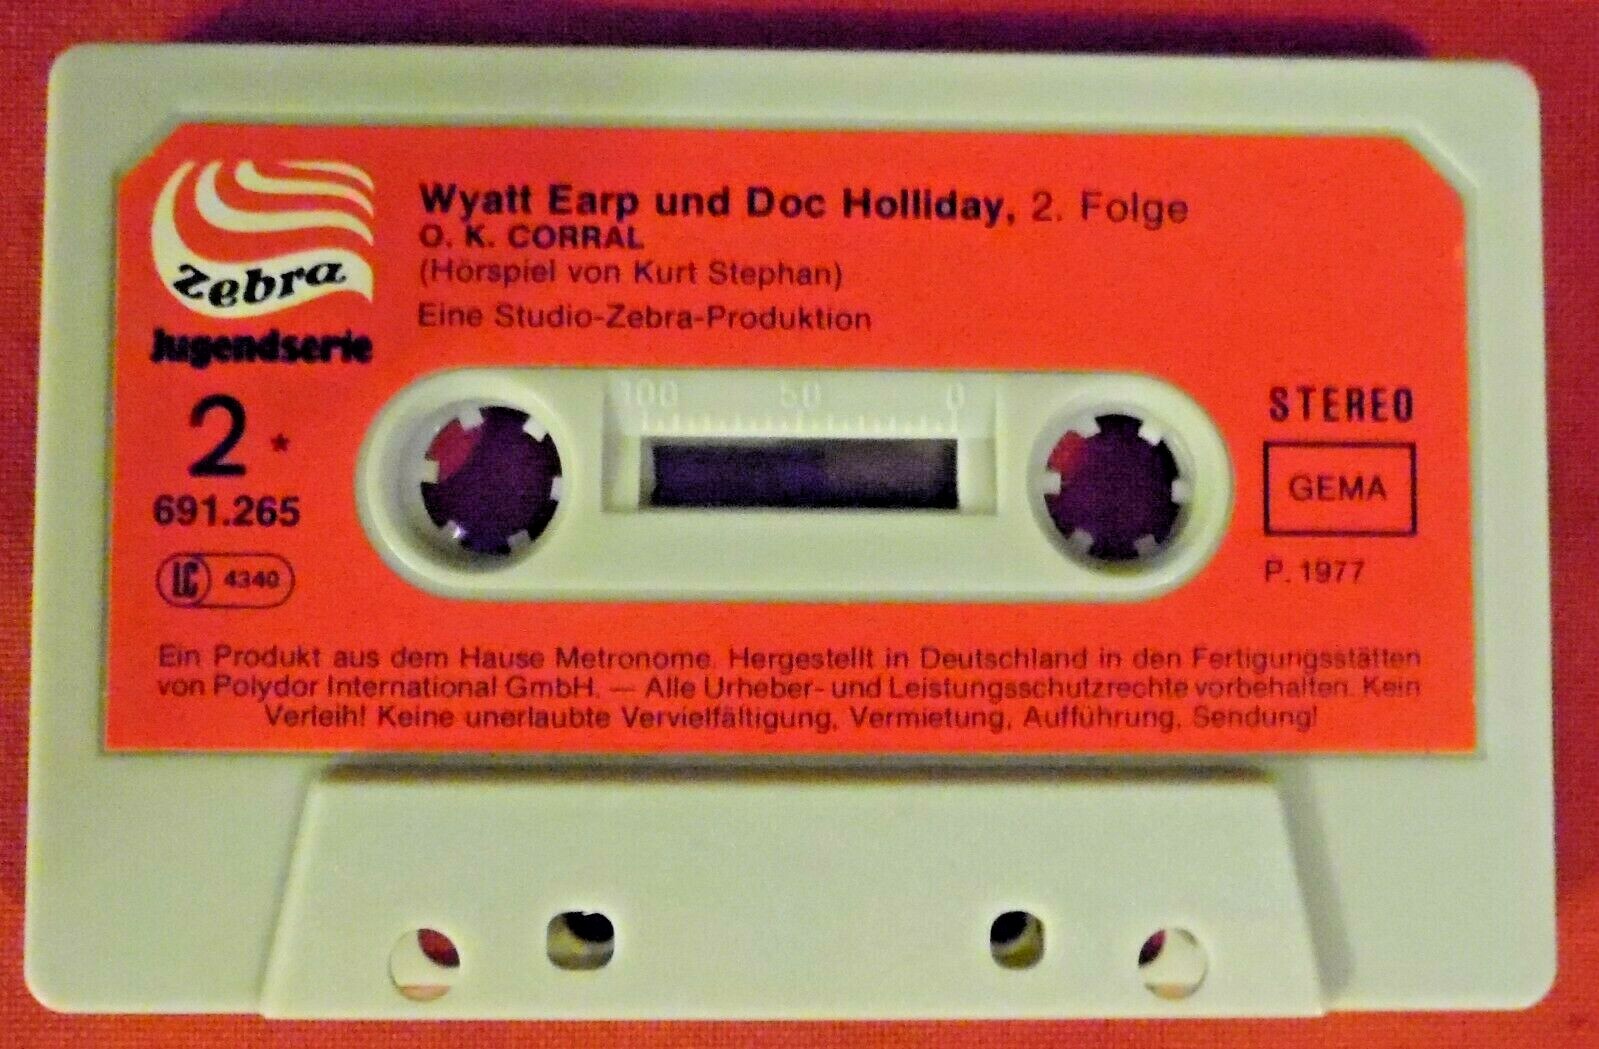 Zebra
Jugendserie
Wyatt Earp und Doc Holliday, 2. Folge
O. K. CORRAL
(Hörspiel von Kurt Stephan)
Eine Studio-Zebra-Produktion
2 *
691.265
LC 4340
100 50 0
STEREO
GEMA
P. 1977
Ein Produkt aus dem Hause Metronome. Hergestellt in Deutschland in den Fertigungsstätten
von Polydor International GmbH. — Alle Urheber- und Leistungsschutzrechte vorbehalten. Kein
Verleih! Keine unerlaubte Vervielfältigung, Vermietung, Aufführung, Sendung!